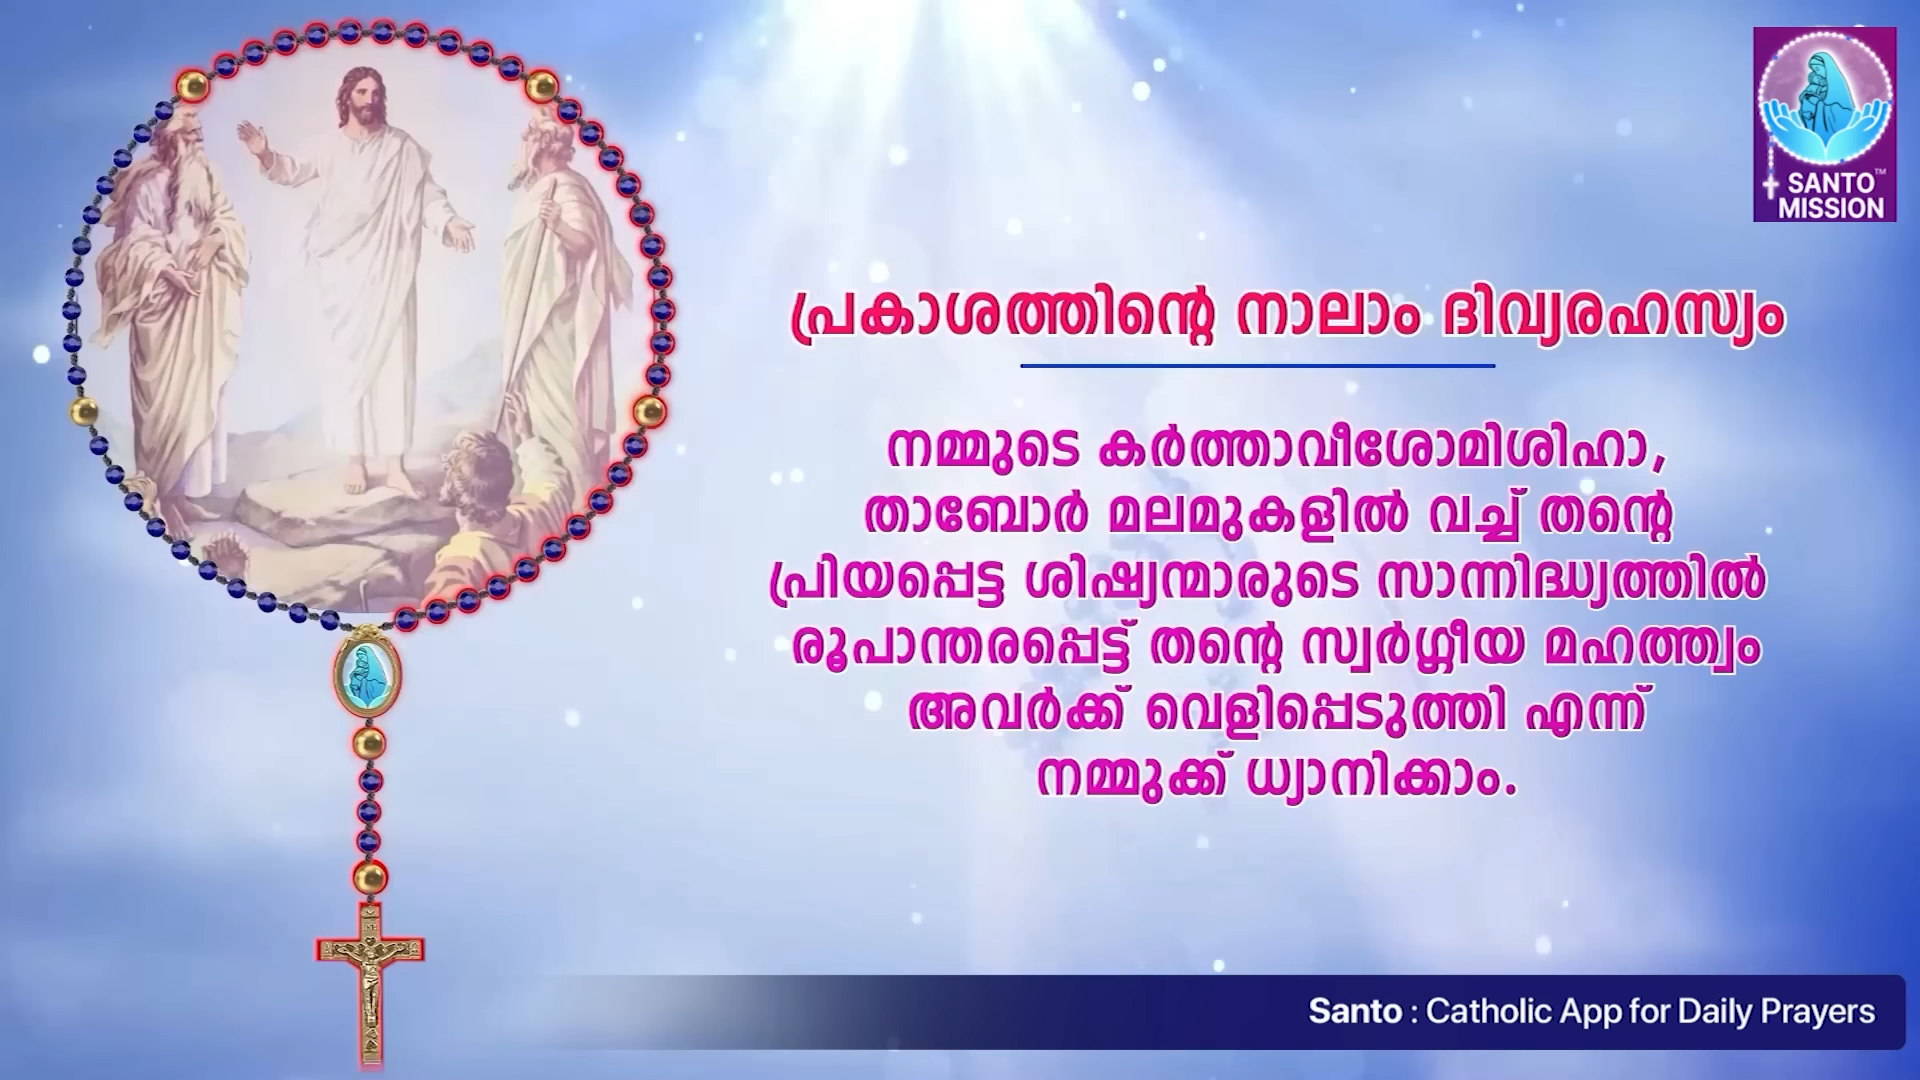 SANTO™
MISSION
പ്രകാശത്തിന്റെ നാലാം ദിവ്യരഹസ്യം
നമ്മുടെ കർത്താവീശോമിശിഹാ,
താബോർ മലമുകളിൽ വച്ച് തന്റെ
പ്രിയപ്പെട്ട ശിഷ്യന്മാരുടെ സാന്നിദ്ധ്യത്തിൽ
രൂപാന്തരപ്പെട്ട് തന്റെ സ്വർഗ്ഗീയ മഹത്ത്വം
അവർക്ക് വെളിപ്പെടുത്തി എന്ന്
നമ്മുക്ക് ധ്യാനിക്കാം.
Santo : Catholic App for Daily Prayers